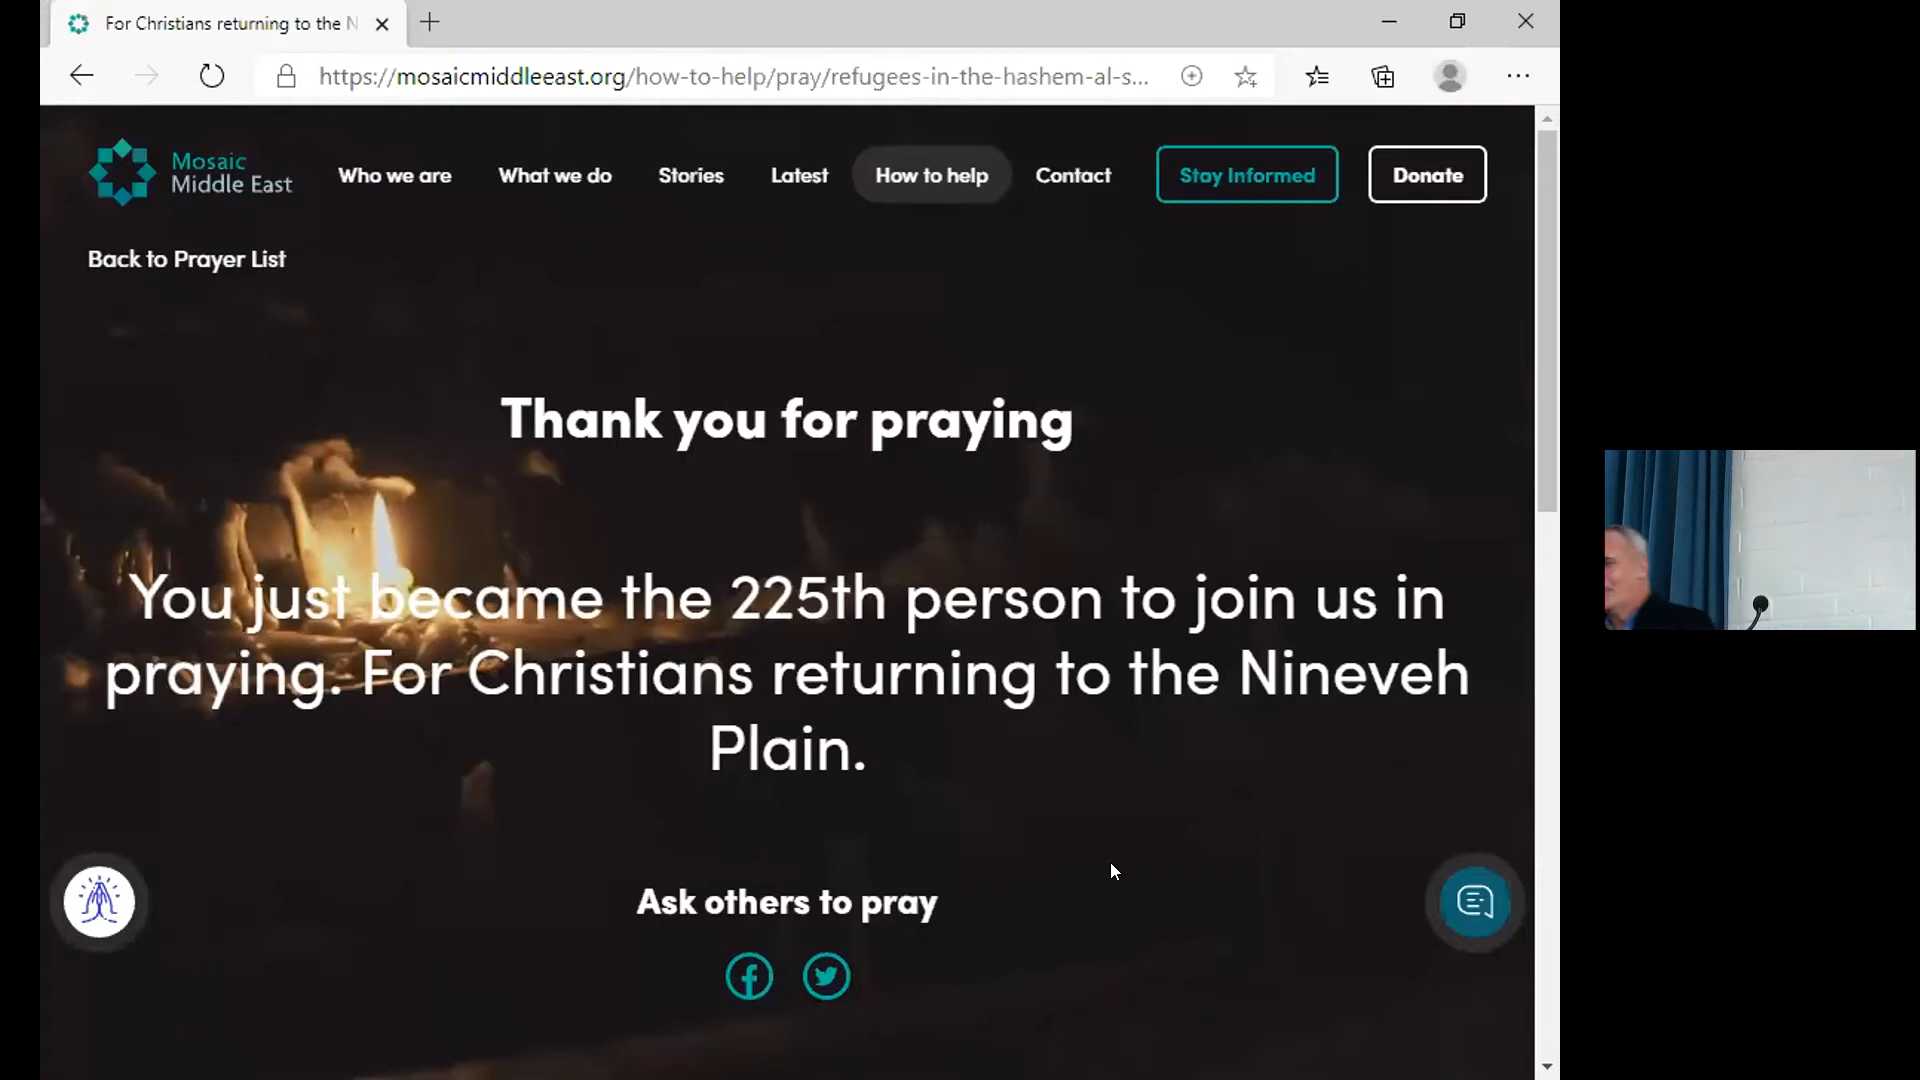 For Christians returning to the N
https://mosaicmiddleeast.org/how-to-help/pray/refugees-in-the-hashem-al-s...
Mosaic
Middle East
Who we are
What we do
Stories
Latest
How to help
Contact
Stay Informed
Donate
Back to Prayer List
Thank you for praying
You just became the 225th person to join us in
praying. For Christians returning to the Nineveh
Plain.
Ask others to pray